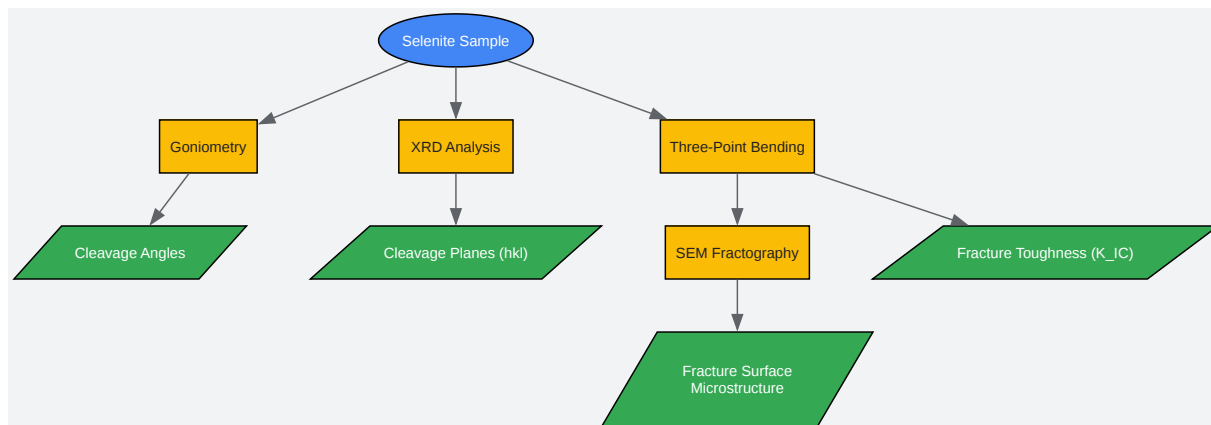 Selenite Sample
Goniometry
XRD Analysis
Three-Point Bending
Cleavage Angles
Cleavage Planes (hkl)
SEM Fractography
Fracture Toughness (K_IC)
Fracture Surface
Microstructure